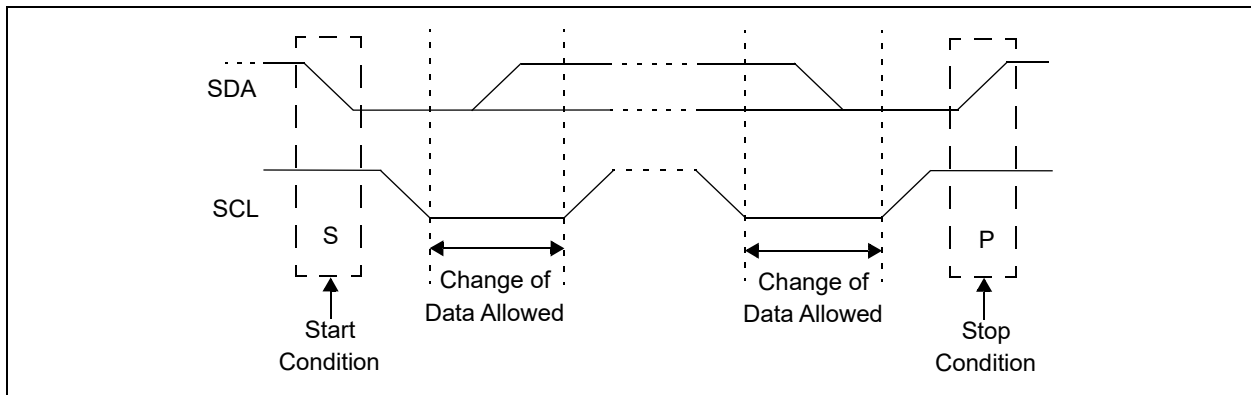 SDA
SCL
S
P
Change of
Data Allowed
Change of
Data Allowed
Start
Condition
Stop
Condition